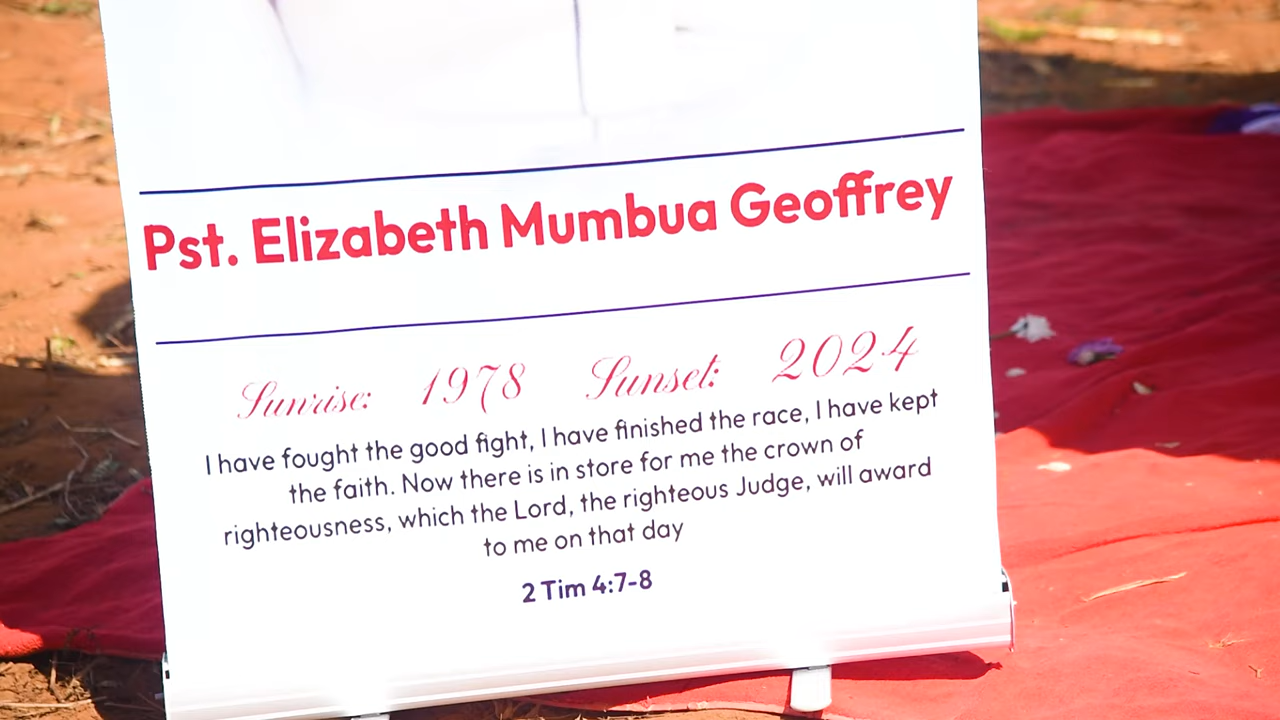 Pst. Elizabeth Mumbua Geoffrey
Sunrise: 1978 Sunset: 2024
I have fought the good fight, I have finished the race, I have kept
the faith. Now there is in store for me the crown of
righteousness, which the Lord, the righteous Judge, will award
to me on that day
2 Tim 4:7-8